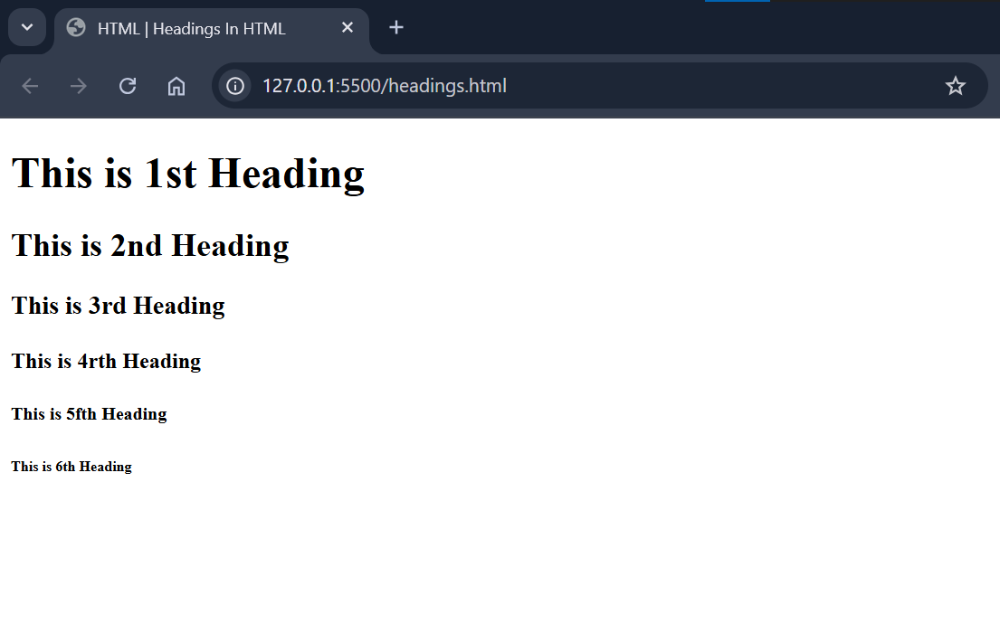 HTML | Headings In HTML
127.0.0.1:5500/headings.html
This is 1st Heading
This is 2nd Heading
This is 3rd Heading
This is 4rth Heading
This is 5fth Heading
This is 6th Heading